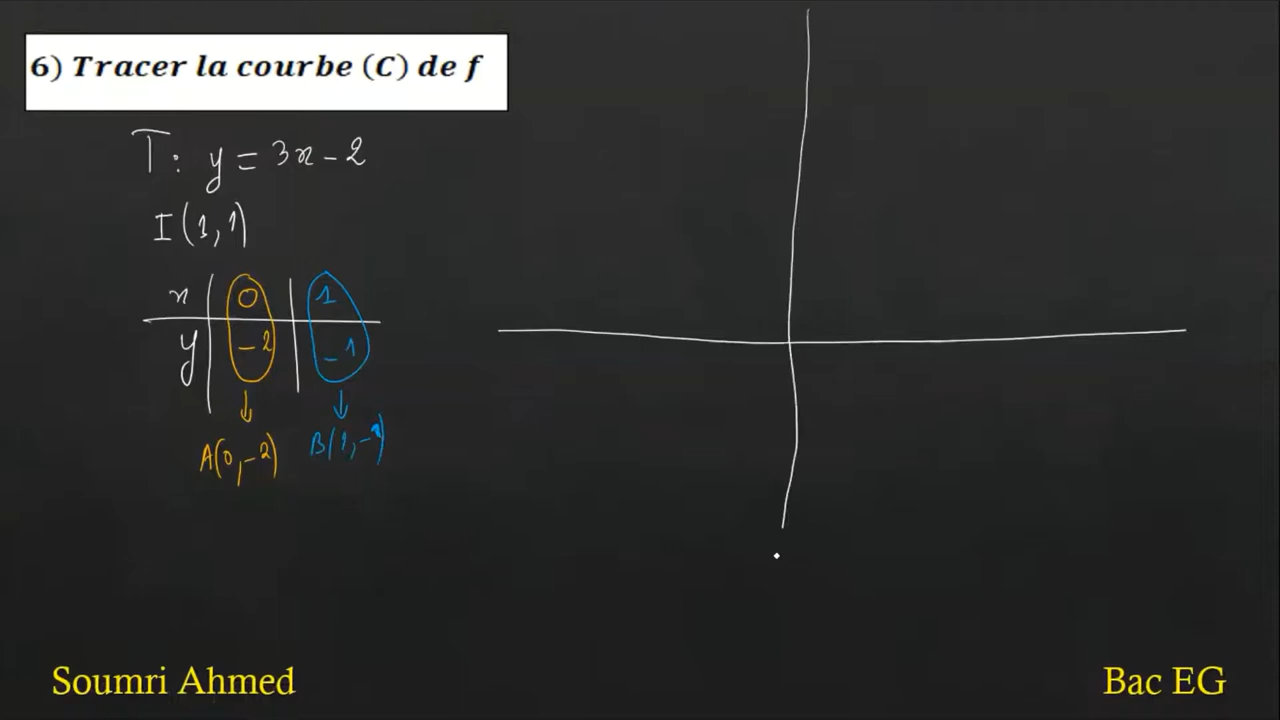 6) Tracer la courbe (C) de f
T: y = 3x - 2
I(1, 1)
x | 0 | 1
y | -2 | -1
A(0, -2) B(1, -1)
Soumri Ahmed
Bac EG